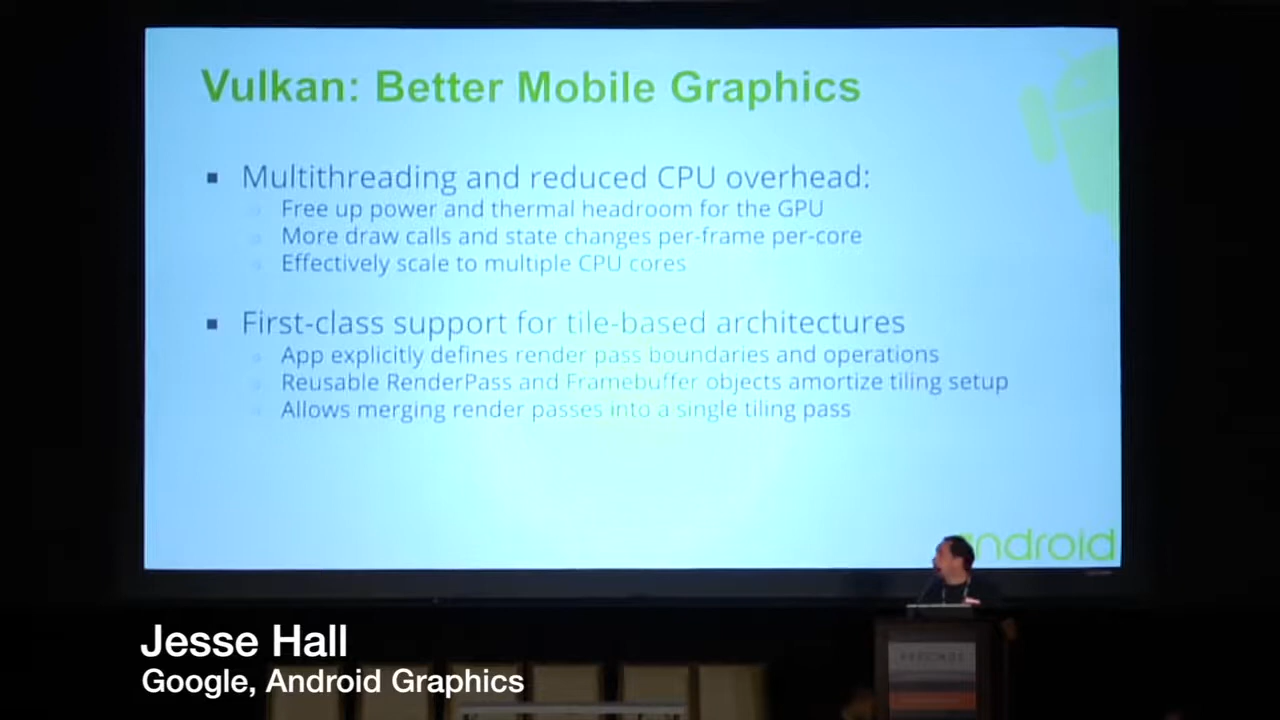 Vulkan: Better Mobile Graphics
Multithreading and reduced CPU overhead:
Free up power and thermal headroom for the GPU
More draw calls and state changes per-frame per-core
Effectively scale to multiple CPU cores
First-class support for tile-based architectures
App explicitly defines render pass boundaries and operations
Reusable RenderPass and Framebuffer objects amortize tiling setup
Allows merging render passes into a single tiling pass
android
Jesse Hall
Google, Android Graphics